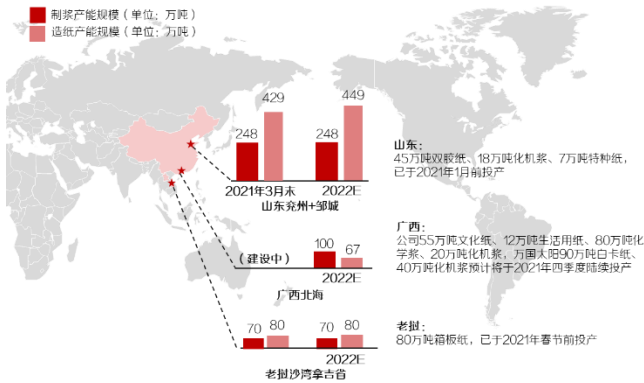 制浆产能规模（单位：万吨）
造纸产能规模（单位：万吨）
429
449
248
248
2021年3月末
2022E
山东兖州+邹城
山东：
45万吨双胶纸、18万吨化机浆、7万吨特种纸，
已于2021年1月前投产
（建设中）
100
67
2022E
广西北海
广西：
公司55万吨文化纸、12万吨生活用纸、80万吨化
学浆、20万吨化机浆，万国太阳90万吨白卡纸、
40万吨化机浆预计将于2021年四季度陆续投产
70
80
70
80
2022E
老挝沙湾拿吉省
老挝：
80万吨箱板纸，已于2021年春节前投产